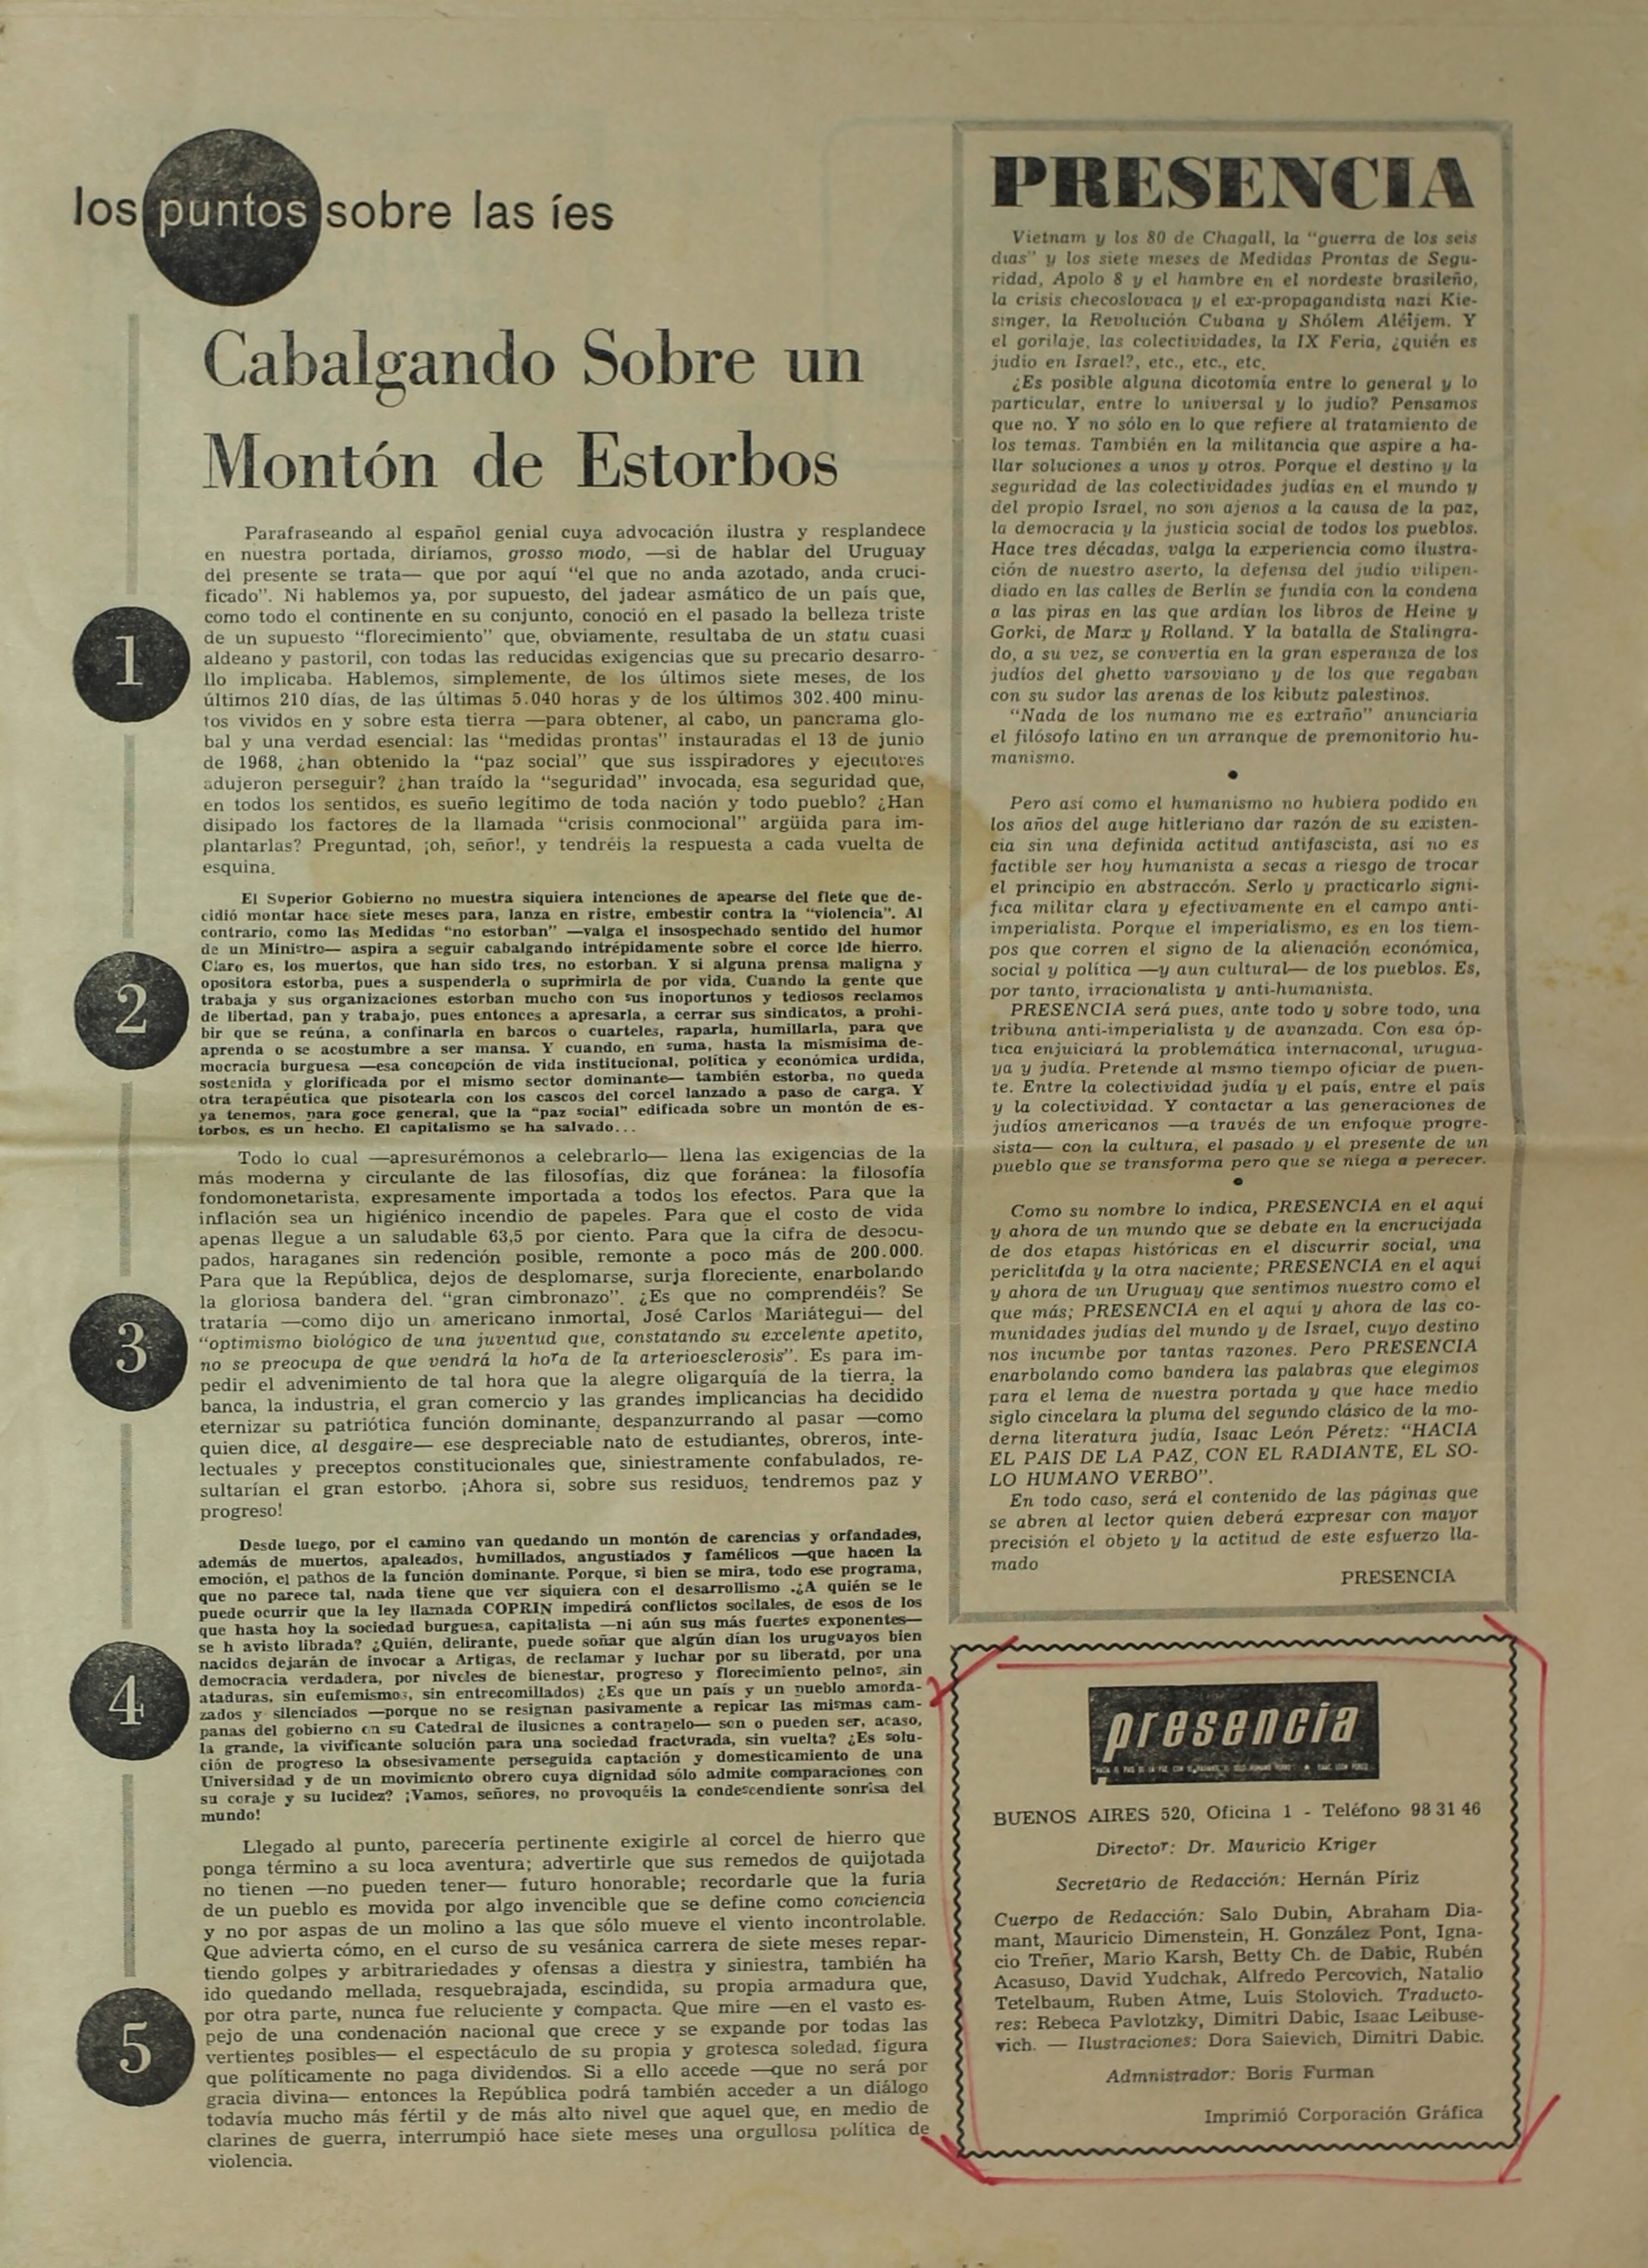 los puntos sobre las íes
Cabalgando Sobre un
Montón de Estorbos
1
Parafraseando al español genial cuya advocación ilustra y resplandece
en nuestra portada, diríamos, grosso modo, —si de hablar del Uruguay
del presente se trata— que por aquí "el que no anda azotado, anda cruci-
ficado". Ni hablemos ya, por supuesto, del jadear asmático de un país que,
como todo el continente en su conjunto, conoció en el pasado la belleza triste
de un supuesto "florecimiento" que, obviamente, resultaba de un statu cuasi
aldeano y pastoril, con todas las reducidas exigencias que su precario desarro-
llo implicaba. Hablemos, simplemente, de los últimos siete meses, de los
últimos 210 días, de las últimas 5.040 horas y de los últimos 302.400 minu-
tos vividos en y sobre esta tierra —para obtener, al cabo, un pancrama glo-
bal y una verdad esencial: las "medidas prontas" instauradas el 13 de junio
de 1968, ¿han obtenido la "paz social" que sus isspiradores y ejecutores
adujeron perseguir? ¿han traído la "seguridad" invocada, esa seguridad que,
en todos los sentidos, es sueño legítimo de toda nación y todo pueblo? ¿Han
disipado los factores de la llamada "crisis conmocional" argüida para im-
plantarlas? Preguntad, ¡oh, señor!, y tendréis la respuesta a cada vuelta de
esquina.
2
El Superior Gobierno no muestra siquiera intenciones de apearse del flete que de-
cidió montar hace siete meses para, lanza en ristre, embestir contra la "violencia". Al
contrario, como las Medidas "no estorban" —valga el insospechado sentido del humor
de un Ministro— aspira a seguir cabalgando intrépidamente sobre el corce lde hierro.
Claro es, los muertos, que han sido tres, no estorban. Y si alguna prensa maligna y
opositora estorba, pues a suspenderla o suprimirla de por vida. Cuando la gente que
trabaja y sus organizaciones estorban mucho con sus inoportunos y tediosos reclamos
de libertad, pan y trabajo, pues entonces a apresarla, a cerrar sus sindicatos, a prohi-
bir que se reúna, a confinarla en barcos o cuarteles, raparla, humillarla, para que
aprenda o se acostumbre a ser mansa. Y cuando, en suma, hasta la mismísima de-
mocracia burguesa —esa concepción de vida institucional, política y económica urdida,
sostenida y glorificada por el mismo sector dominante— también estorba, no queda
otra terapéutica que pisotearla con los cascos del corcel lanzado a paso de carga. Y
ya tenemos, para goce general, que la "paz social" edificada sobre un montón de es-
torbos, es un hecho. El capitalismo se ha salvado...
3
Todo lo cual —apresurémonos a celebrarlo— llena las exigencias de la
más moderna y circulante de las filosofías, diz que foránea: la filosofía
fondomonetarista, expresamente importada a todos los efectos. Para que la
inflación sea un higiénico incendio de papeles. Para que el costo de vida
apenas llegue a un saludable 63,5 por ciento. Para que la cifra de desocu-
pados, haraganes sin redención posible, remonte a poco más de 200.000.
Para que la República, dejos de desplomarse, surja floreciente, enarbolando
la gloriosa bandera del. "gran cimbronazo". ¿Es que no comprendéis? Se
trataría —como dijo un americano inmortal, José Carlos Mariátegui— del
"optimismo biológico de una juventud que, constatando su excelente apetito,
no se preocupa de que vendrá la hora de la arterioesclerosis". Es para im-
pedir el advenimiento de tal hora que la alegre oligarquía de la tierra, la
banca, la industria, el gran comercio y las grandes implicancias ha decidido
eternizar su patriótica función dominante, despanzurrando al pasar —como
quien dice, al desgaire— ese despreciable nato de estudiantes, obreros, inte-
lectuales y preceptos constitucionales que, siniestramente confabulados, re-
sultarían el gran estorbo. ¡Ahora si, sobre sus residuos, tendremos paz y
progreso!
4
Desde luego, por el camino van quedando un montón de carencias y orfandades,
además de muertos, apaleados, humillados, angustiados y famélicos —que hacen la
emoción, el pathos de la función dominante. Porque, si bien se mira, todo ese programa,
que no parece tal, nada tiene que ver siquiera con el desarrollismo .¿A quién se le
puede ocurrir que la ley llamada COPRIN impedirá conflictos socilales, de esos de los
que hasta hoy la sociedad burguesa, capitalista —ni aún sus más fuertes exponentes—
se h avisto librada? ¿Quién, delirante, puede soñar que algún dían los uruguayos bien
nacidos dejarán de invocar a Artigas, de reclamar y luchar por su liberatd, por una
democracia verdadera, por niveles de bienestar, progreso y florecimiento pelnos, sin
ataduras, sin eufemismos, sin entrecomillados) ¿Es que un país y un pueblo amorda-
zados y silenciados —porque no se resignan pasivamente a repicar las mismas cam-
panas del gobierno en su Catedral de ilusiones a contrapelo— son o pueden ser, acaso,
la grande, la vivificante solución para una sociedad fracturada, sin vuelta? ¿Es solu-
ción de progreso la obsesivamente perseguida captación y domesticamiento de una
Universidad y de un movimiento obrero cuya dignidad sólo admite comparaciones con
su coraje y su lucidez? ¡Vamos, señores, no provoquéis la condescendiente sonrisa del
mundo!
5
Llegado al punto, parecería pertinente exigirle al corcel de hierro que
ponga término a su loca aventura; advertirle que sus remedos de quijotada
no tienen —no pueden tener— futuro honorable; recordarle que la furia
de un pueblo es movida por algo invencible que se define como conciencia
y no por aspas de un molino a las que sólo mueve el viento incontrolable.
Que advierta cómo, en el curso de su vesánica carrera de siete meses repar-
tiendo golpes y arbitrariedades y ofensas a diestra y siniestra, también ha
ido quedando mellada, resquebrajada, escindida, su propia armadura que,
por otra parte, nunca fue reluciente y compacta. Que mire —en el vasto es-
pejo de una condenación nacional que crece y se expande por todas las
vertientes posibles— el espectáculo de su propia y grotesca soledad, figura
que políticamente no paga dividendos. Si a ello accede —que no será por
gracia divina— entonces la República podrá también acceder a un diálogo
todavía mucho más fértil y de más alto nivel que aquel que, en medio de
clarines de guerra, interrumpió hace siete meses una orgullosa política de
violencia.
PRESENCIA
Vietnam y los 80 de Chagall, la "guerra de los seis
días" y los siete meses de Medidas Prontas de Segu-
ridad, Apolo 8 y el hambre en el nordeste brasileño,
la crisis checoslovaca y el ex-propagandista nazi Kie-
singer, la Revolución Cubana y Shólem Aléijem. Y
el gorilaje, las colectividades, la IX Feria, ¿quién es
judío en Israel?, etc., etc., etc.
¿Es posible alguna dicotomía entre lo general y lo
particular, entre lo universal y lo judío? Pensamos
que no. Y no sólo en lo que refiere al tratamiento de
los temas. También en la militancia que aspire a ha-
llar soluciones a unos y otros. Porque el destino y la
seguridad de las colectividades judías en el mundo y
del propio Israel, no son ajenos a la causa de la paz,
la democracia y la justicia social de todos los pueblos.
Hace tres décadas, valga la experiencia como ilustra-
ción de nuestro aserto, la defensa del judío vilipen-
diado en las calles de Berlín se fundía con la condena
a las piras en las que ardían los libros de Heine y
Gorki, de Marx y Rolland. Y la batalla de Stalingra-
do, a su vez, se convertía en la gran esperanza de los
judíos del ghetto varsoviano y de los que regaban
con su sudor las arenas de los kibutz palestinos.
"Nada de los numano me es extraño" anunciaría
el filósofo latino en un arranque de premonitorio hu-
manismo.
Pero así como el humanismo no hubiera podido en
los años del auge hitleriano dar razón de su existen-
cia sin una definida actitud antifascista, así no es
factible ser hoy humanista a secas a riesgo de trocar
el principio en abstraccón. Serlo y practicarlo signi-
fica militar clara y efectivamente en el campo anti-
imperialista. Porque el imperialismo, es en los tiem-
pos que corren el signo de la alienación económica,
social y política —y aun cultural— de los pueblos. Es,
por tanto, irracionalista y anti-humanista.
PRESENCIA será pues, ante todo y sobre todo, una
tribuna anti-imperialista y de avanzada. Con esa óp-
tica enjuiciará la problemática internaconal, urugua-
ya y judía. Pretende al msmo tiempo oficiar de puen-
te. Entre la colectividad judía y el país, entre el país
y la colectividad. Y contactar a las generaciones de
judíos americanos —a través de un enfoque progre-
sista— con la cultura, el pasado y el presente de un
pueblo que se transforma pero que se niega a perecer.
Como su nombre lo indica, PRESENCIA en el aquí
y ahora de un mundo que se debate en la encrucijada
de dos etapas históricas en el discurrir social, una
periclitada y la otra naciente; PRESENCIA en el aquí
y ahora de un Uruguay que sentimos nuestro como el
que más; PRESENCIA en el aquí y ahora de las co-
munidades judías del mundo y de Israel, cuyo destino
nos incumbe por tantas razones. Pero PRESENCIA
enarbolando como bandera las palabras que elegimos
para el lema de nuestra portada y que hace medio
siglo cincelara la pluma del segundo clásico de la mo-
derna literatura judía, Isaac León Péretz: "HACIA
EL PAIS DE LA PAZ, CON EL RADIANTE, EL SO-
LO HUMANO VERBO".
En todo caso, será el contenido de las páginas que
se abren al lector quien deberá expresar con mayor
precisión el objeto y la actitud de este esfuerzo lla-
mado
PRESENCIA
presencia
"HACIA EL PAIS DE LA PAZ CON EL RADIANTE, EL SOLO HUMANO VERBO" ISAAC LEON PERETZ
BUENOS AIRES 520, Oficina 1 - Teléfono 98 31 46
Director: Dr. Mauricio Kriger
Secretario de Redacción: Hernán Píriz
Cuerpo de Redacción: Salo Dubin, Abraham Dia-
mant, Mauricio Dimenstein, H. González Pont, Igna-
cio Treñer, Mario Karsh, Betty Ch. de Dabic, Rubén
Acasuso, David Yudchak, Alfredo Percovich, Natalio
Tetelbaum, Ruben Atme, Luis Stolovich. Traducto-
res: Rebeca Pavlotzky, Dimitri Dabic, Isaac Leibuse-
vich. — Ilustraciones: Dora Saievich, Dimitri Dabic.
Admnistrador: Boris Furman
Imprimió Corporación Gráfica